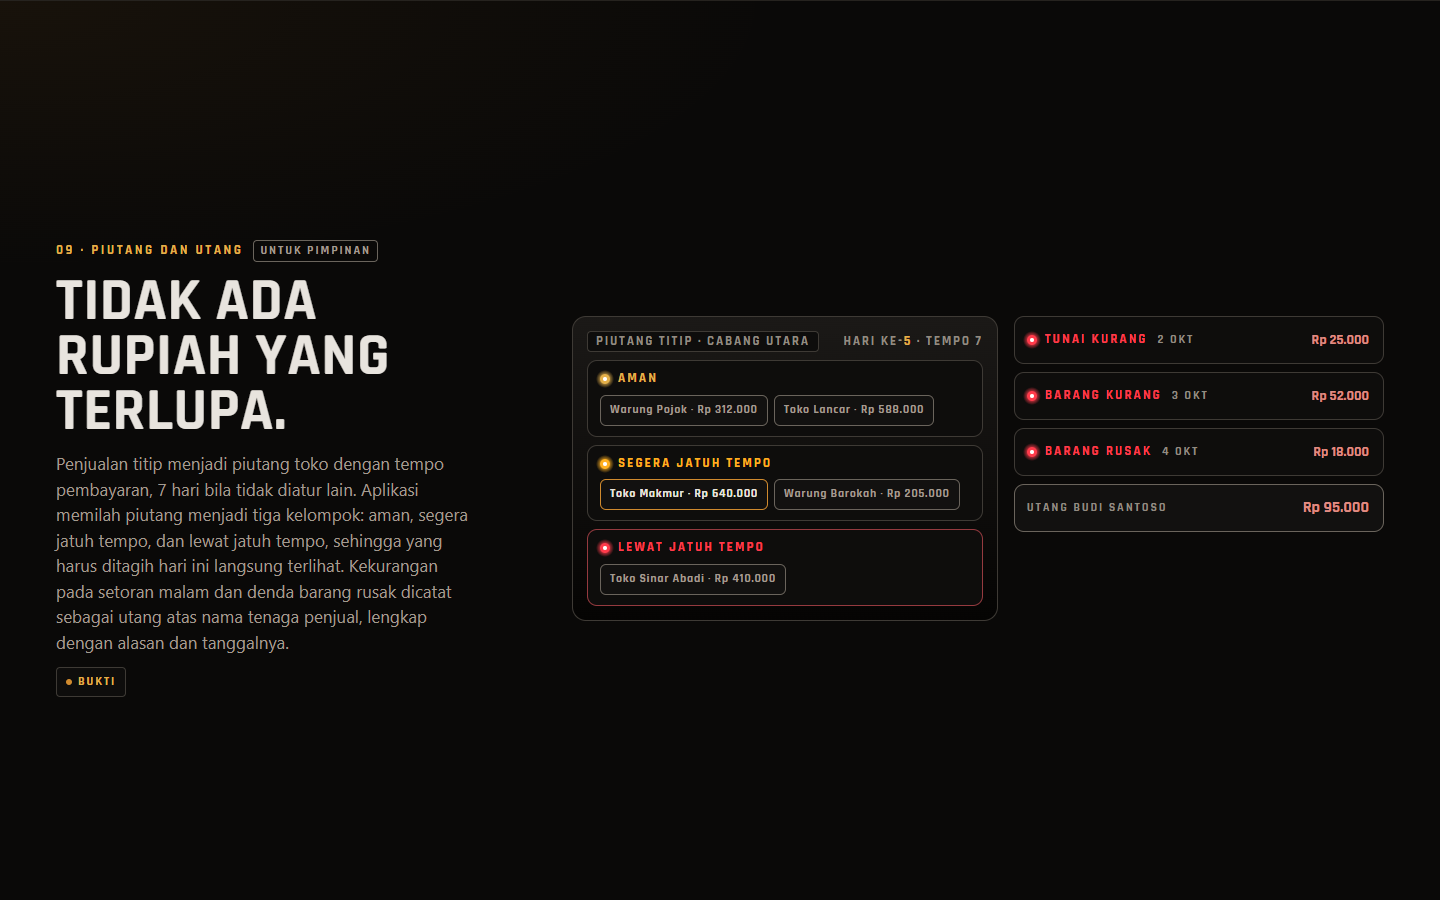 09 · PIUTANG DAN UTANG UNTUK PIMPINAN
TIDAK ADA
RUPIAH YANG
TERLUPA.
Penjualan titip menjadi piutang toko dengan tempo
pembayaran, 7 hari bila tidak diatur lain. Aplikasi
memilah piutang menjadi tiga kelompok: aman, segera
jatuh tempo, dan lewat jatuh tempo, sehingga yang
harus ditagih hari ini langsung terlihat. Kekurangan
pada setoran malam dan denda barang rusak dicatat
sebagai utang atas nama tenaga penjual, lengkap
dengan alasan dan tanggalnya.
BUKTI
PIUTANG TITIP · CABANG UTARA HARI KE-5 · TEMPO 7
AMAN
Warung Pojok · Rp 312.000 Toko Lancar · Rp 588.000
SEGERA JATUH TEMPO
Toko Makmur · Rp 640.000 Warung Barokah · Rp 205.000
LEWAT JATUH TEMPO
Toko Sinar Abadi · Rp 410.000
TUNAI KURANG 2 OKT Rp 25.000
BARANG KURANG 3 OKT Rp 52.000
BARANG RUSAK 4 OKT Rp 18.000
UTANG BUDI SANTOSO Rp 95.000